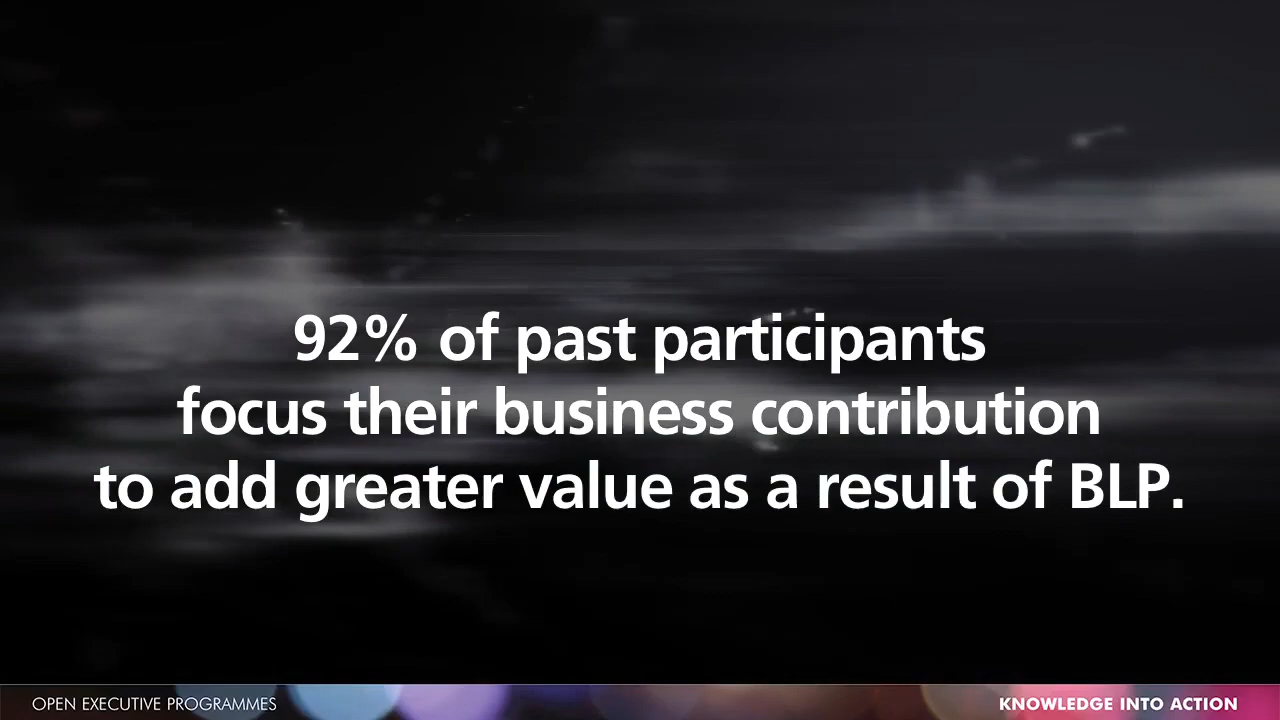 92% of past participants
focus their business contribution
to add greater value as a result of BLP.
OPEN EXECUTIVE PROGRAMMES
KNOWLEDGE INTO ACTION